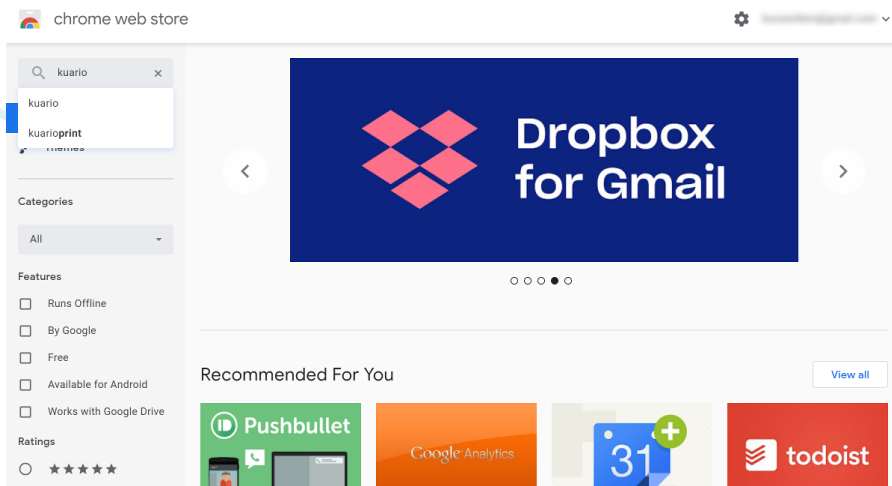 chrome web store
kuario
kuario
kuarioprint
Themes
Categories
All
Features
Runs Offline
By Google
Free
Available for Android
Works with Google Drive
Ratings
Dropbox
for Gmail
Recommended For You
View all
Pushbullet
Google Analytics
31
todoist